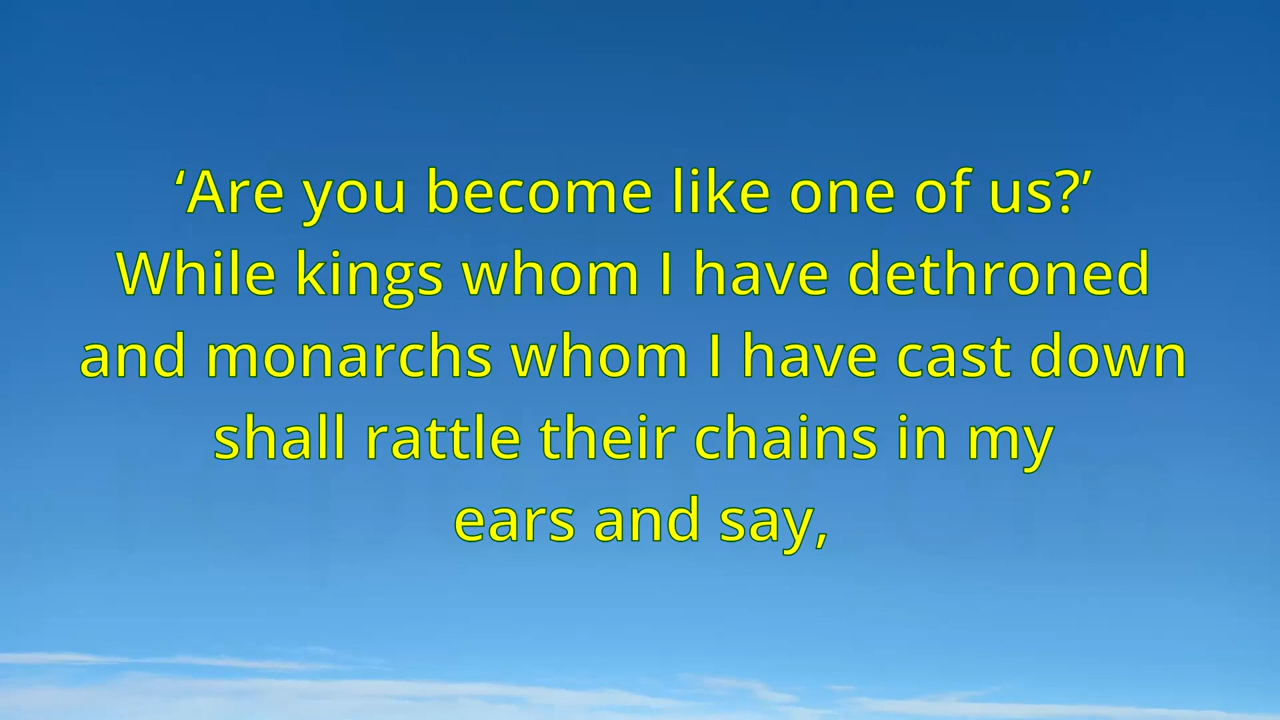 ‘Are you become like one of us?’
While kings whom I have dethroned
and monarchs whom I have cast down
shall rattle their chains in my
ears and say,